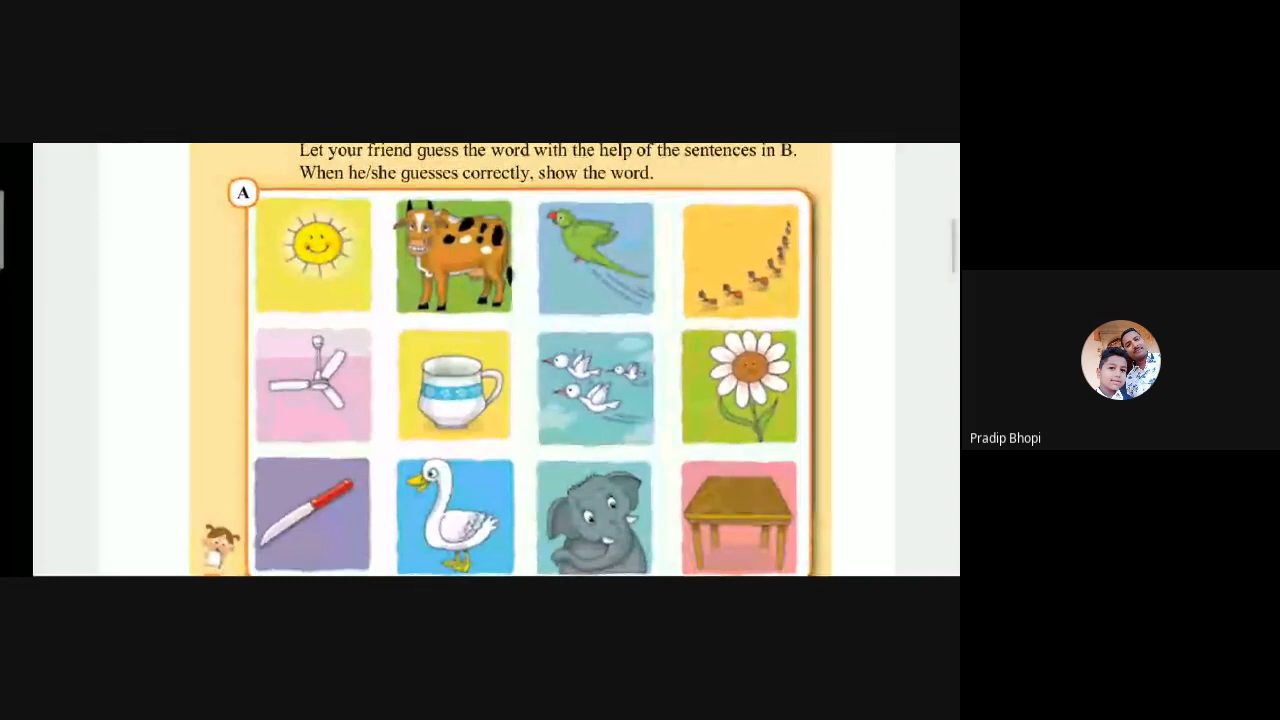 Let your friend guess the word with the help of the sentences in B.
When he/she guesses correctly, show the word.
A
Pradip Bhopi